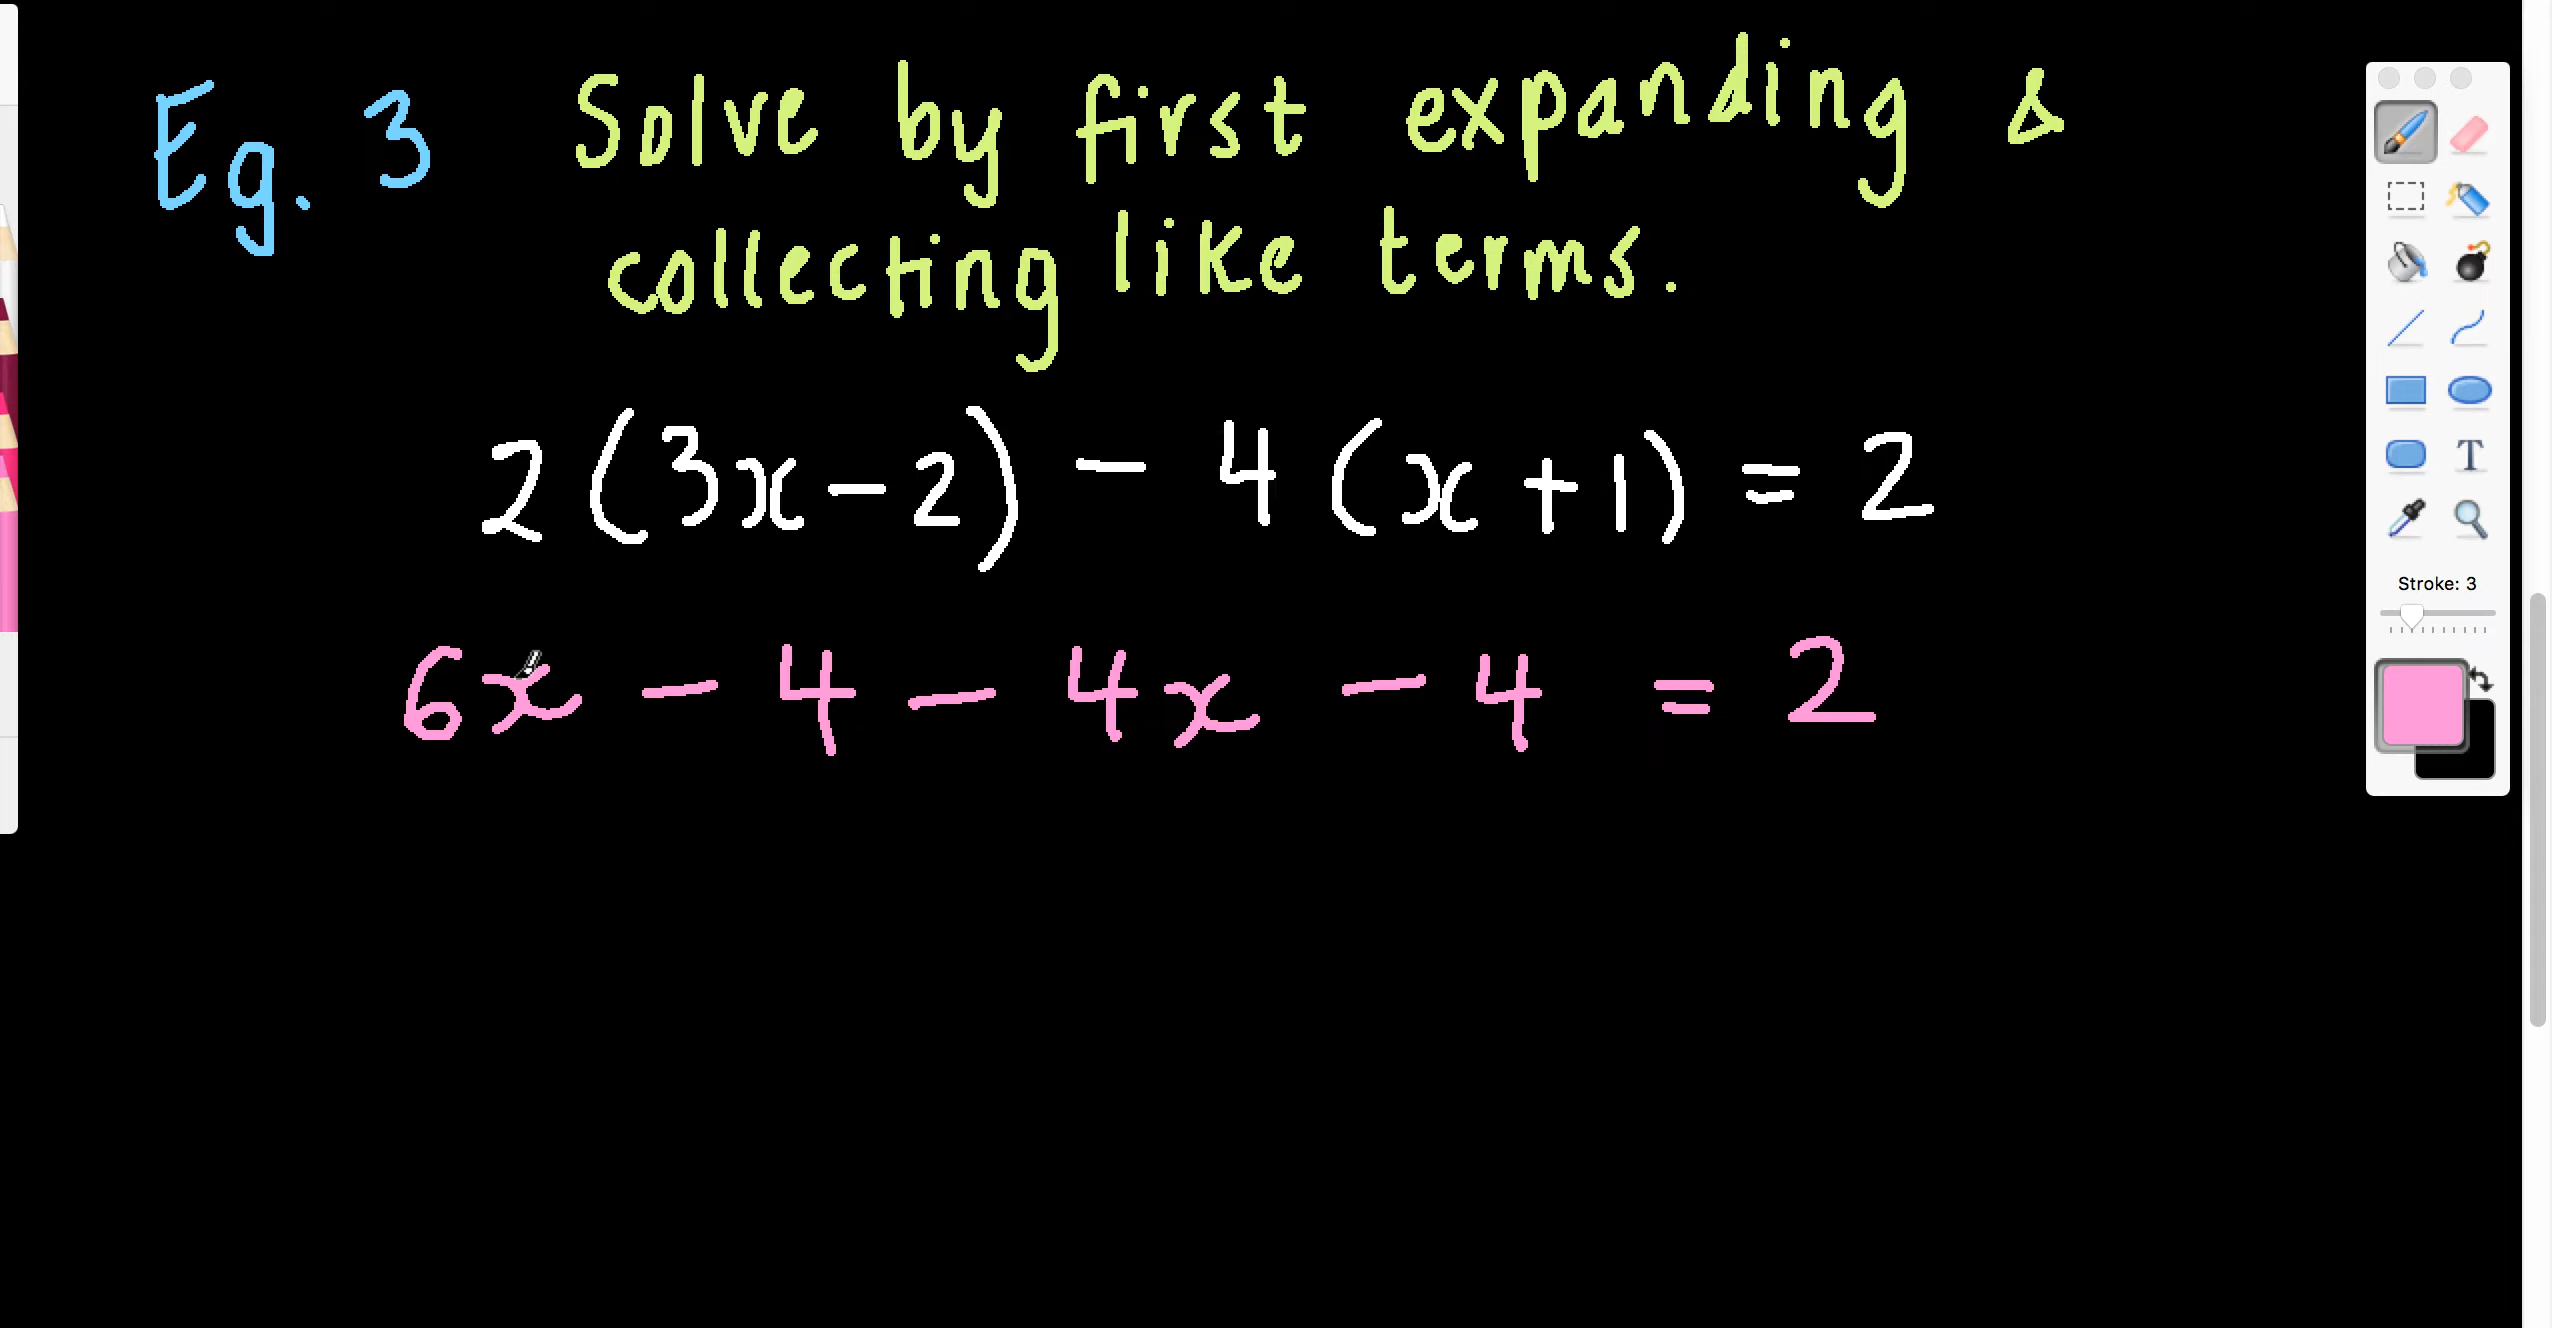 Eg. 3 Solve by first expanding &
collecting like terms.
2(3x-2) - 4(x+1) = 2
6x - 4 - 4x - 4 = 2
T
Stroke: 3